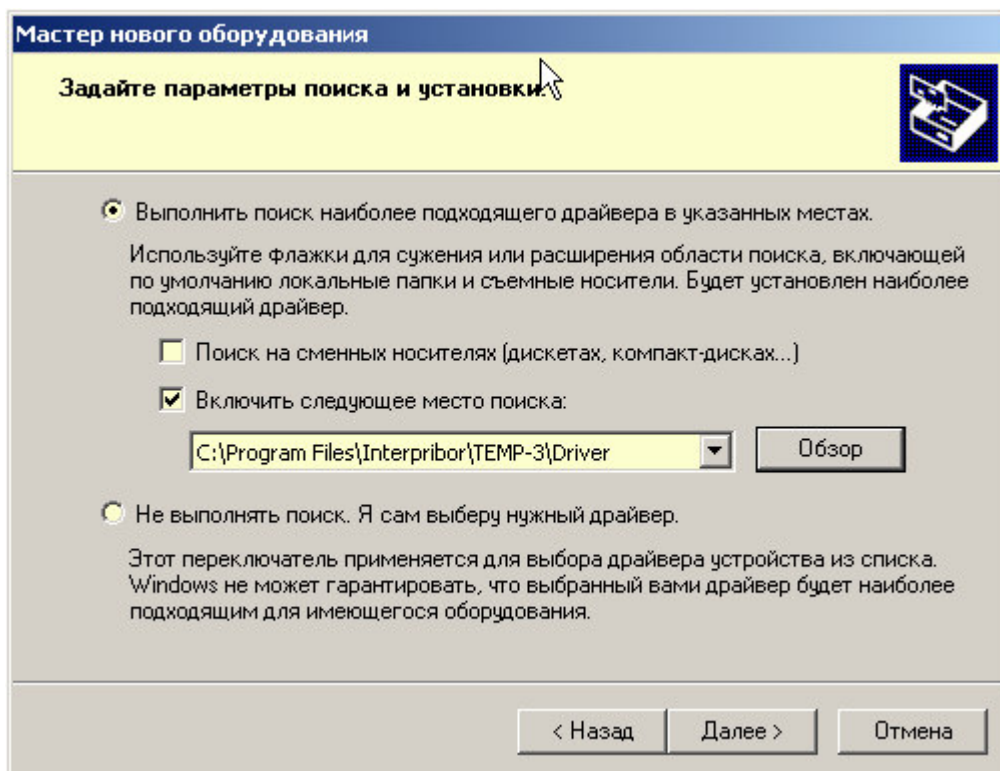 Мастер нового оборудования
Задайте параметры поиска и установки.
Выполнить поиск наиболее подходящего драйвера в указанных местах.
Используйте флажки для сужения или расширения области поиска, включающей
по умолчанию локальные папки и съемные носители. Будет установлен наиболее
подходящий драйвер.
Поиск на сменных носителях (дискетах, компакт-дисках...)
Включить следующее место поиска:
C:\Program Files\Interpribor\TEMP-3\Driver
Обзор
Не выполнять поиск. Я сам выберу нужный драйвер.
Этот переключатель применяется для выбора драйвера устройства из списка.
Windows не может гарантировать, что выбранный вами драйвер будет наиболее
подходящим для имеющегося оборудования.
< Назад Далее > Отмена